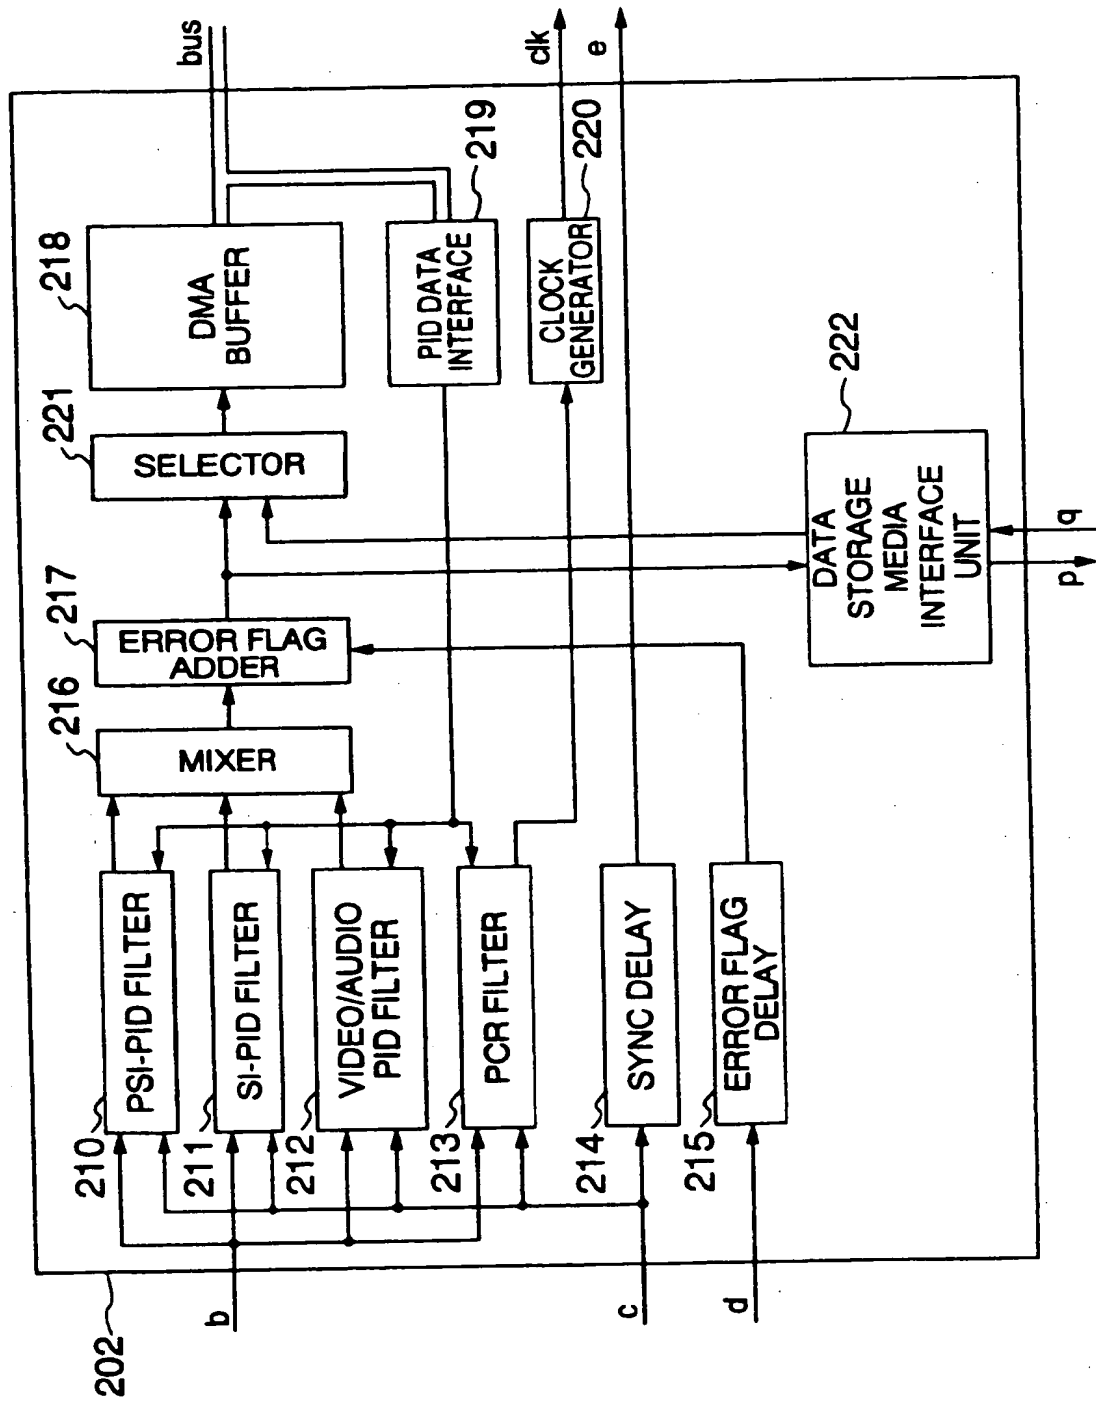 202
b
c
d
210
PSI-PID FILTER
211
SI-PID FILTER
212
VIDEO/AUDIO
PID FILTER
213
PCR FILTER
214
SYNC DELAY
215
ERROR FLAG
DELAY
216
MIXER
217
ERROR FLAG
ADDER
221
SELECTOR
218
DMA
BUFFER
219
PID DATA
INTERFACE
220
CLOCK
GENERATOR
222
DATA
STORAGE
MEDIA
INTERFACE
UNIT
p
q
bus
clk
e